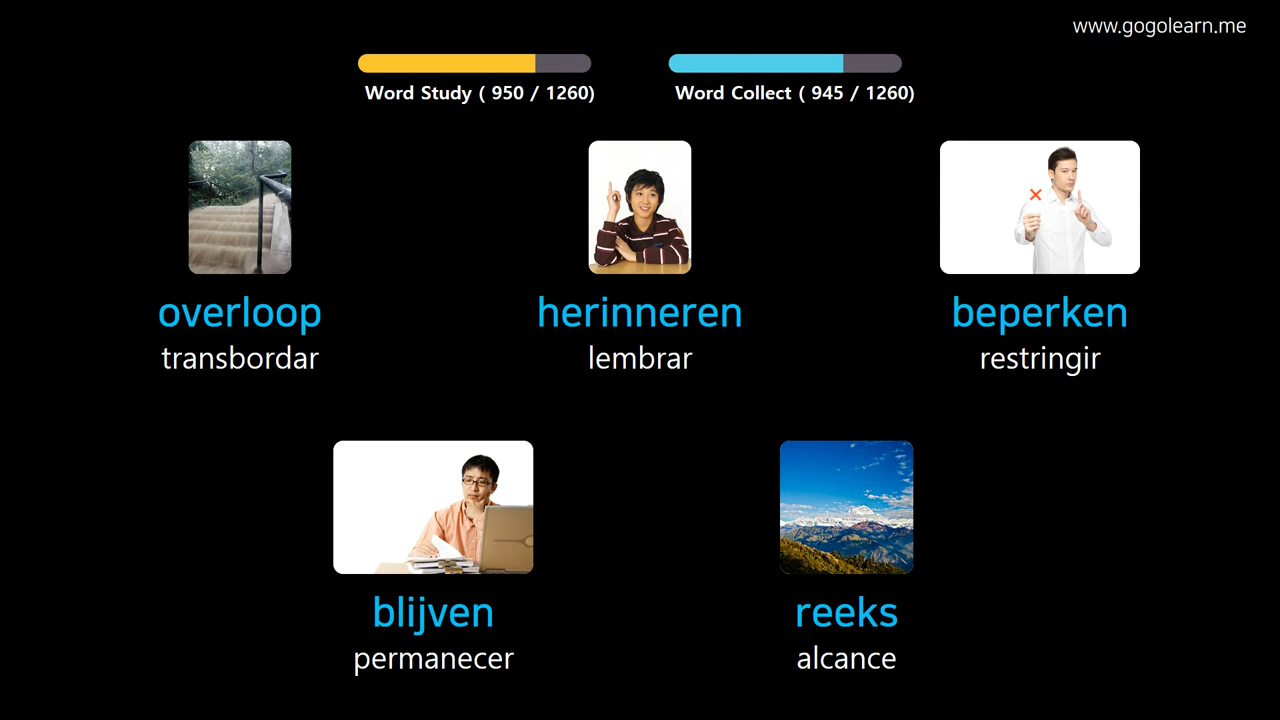 www.gogolearn.me
Word Study ( 950 / 1260)
Word Collect ( 945 / 1260)
overloop
transbordar
herinneren
lembrar
beperken
restringir
blijven
permanecer
reeks
alcance